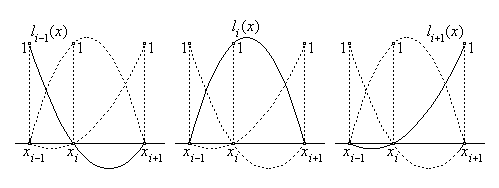 l_{i-1}(x) l_i(x) l_{i+1}(x)
1 1 1 1 1 1 1 1 1
x_{i-1} x_i x_{i+1} x_{i-1} x_i x_{i+1} x_{i-1} x_i x_{i+1}